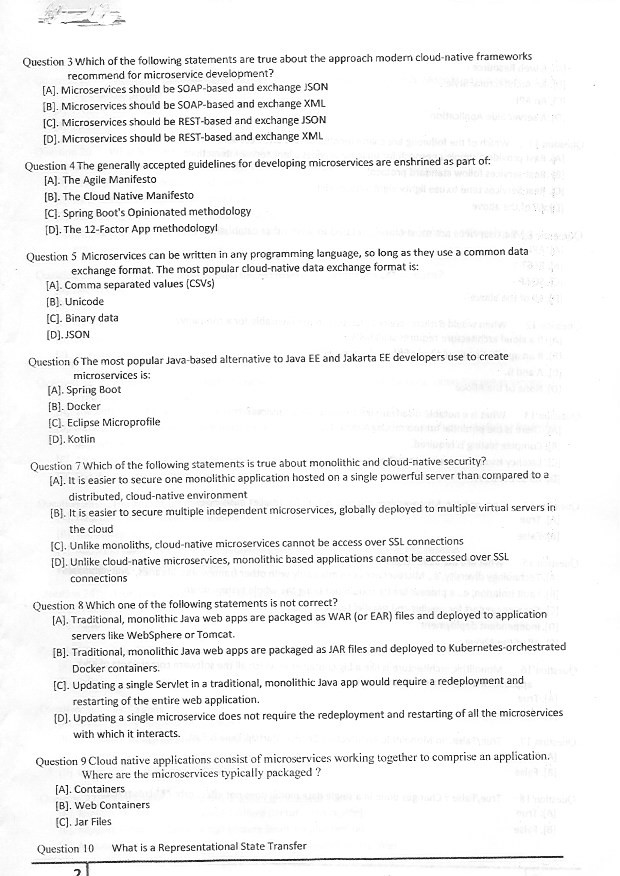 Question 3 Which of the following statements are true about the approach modern cloud-native frameworks
recommend for microservice development?
[A]. Microservices should be SOAP-based and exchange JSON
[B]. Microservices should be SOAP-based and exchange XML
[C]. Microservices should be REST-based and exchange JSON
[D]. Microservices should be REST-based and exchange XML
Question 4 The generally accepted guidelines for developing microservices are enshrined as part of:
[A]. The Agile Manifesto
[B]. The Cloud Native Manifesto
[C]. Spring Boot's Opinionated methodology
[D]. The 12-Factor App methodology!
Question 5 Microservices can be written in any programming language, so long as they use a common data
exchange format. The most popular cloud-native data exchange format is:
[A]. Comma separated values (CSVs)
[B]. Unicode
[C]. Binary data
[D]. JSON
Question 6 The most popular Java-based alternative to Java EE and Jakarta EE developers use to create
microservices is:
[A]. Spring Boot
[B]. Docker
[C]. Eclipse Microprofile
[D]. Kotlin
Question 7 Which of the following statements is true about monolithic and cloud-native security?
[A]. It is easier to secure one monolithic application hosted on a single powerful server than compared to a
distributed, cloud-native environment
[B]. It is easier to secure multiple independent microservices, globally deployed to multiple virtual servers in
the cloud
[C]. Unlike monoliths, cloud-native microservices cannot be access over SSL connections
[D]. Unlike cloud-native microservices, monolithic based applications cannot be accessed over SSL
connections
Question 8 Which one of the following statements is not correct?
[A]. Traditional, monolithic Java web apps are packaged as WAR (or EAR) files and deployed to application
servers like WebSphere or Tomcat.
[B]. Traditional, monolithic Java web apps are packaged as JAR files and deployed to Kubernetes-orchestrated
Docker containers.
[C]. Updating a single Servlet in a traditional, monolithic Java app would require a redeployment and
restarting of the entire web application.
[D]. Updating a single microservice does not require the redeployment and restarting of all the microservices
with which it interacts.
Question 9 Cloud native applications consist of microservices working together to comprise an application.
Where are the microservices typically packaged ?
[A]. Containers
[B]. Web Containers
[C]. Jar Files
Question 10 What is a Representational State Transfer
2